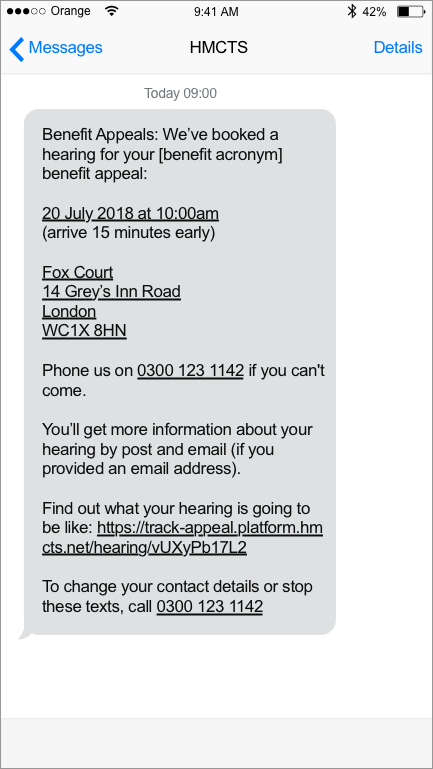 Orange 9:41 AM 42%
Messages HMCTS Details
Today 09:00
Benefit Appeals: We’ve booked a
hearing for your [benefit acronym]
benefit appeal:
20 July 2018 at 10:00am
(arrive 15 minutes early)
Fox Court
14 Grey’s Inn Road
London
WC1X 8HN
Phone us on 0300 123 1142 if you can't
come.
You’ll get more information about your
hearing by post and email (if you
provided an email address).
Find out what your hearing is going to
be like: https://track-appeal.platform.hm
cts.net/hearing/vUXyPb17L2
To change your contact details or stop
these texts, call 0300 123 1142